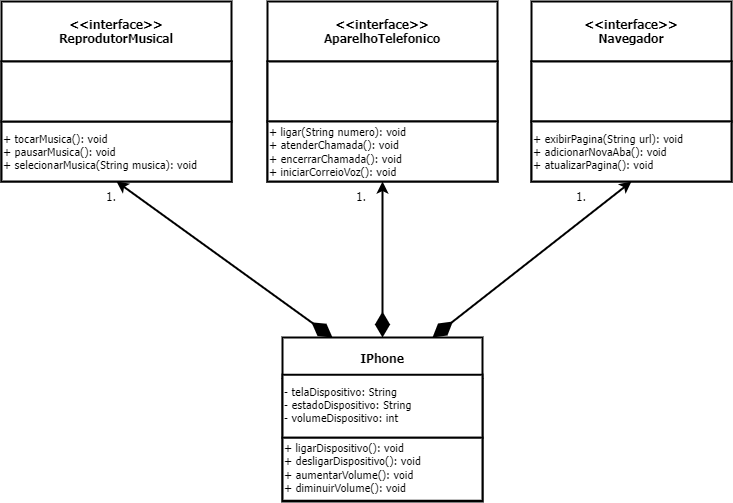 <<interface>>
ReprodutorMusical
+ tocarMusica(): void
+ pausarMusica(): void
+ selecionarMusica(String musica): void
<<interface>>
AparelhoTelefonico
+ ligar(String numero): void
+ atenderChamada(): void
+ encerrarChamada(): void
+ iniciarCorreioVoz(): void
<<interface>>
Navegador
+ exibirPagina(String url): void
+ adicionarNovaAba(): void
+ atualizarPagina(): void
1.
1.
1.
IPhone
- telaDispositivo: String
- estadoDispositivo: String
- volumeDispositivo: int
+ ligarDispositivo(): void
+ desligarDispositivo(): void
+ aumentarVolume(): void
+ diminuirVolume(): void